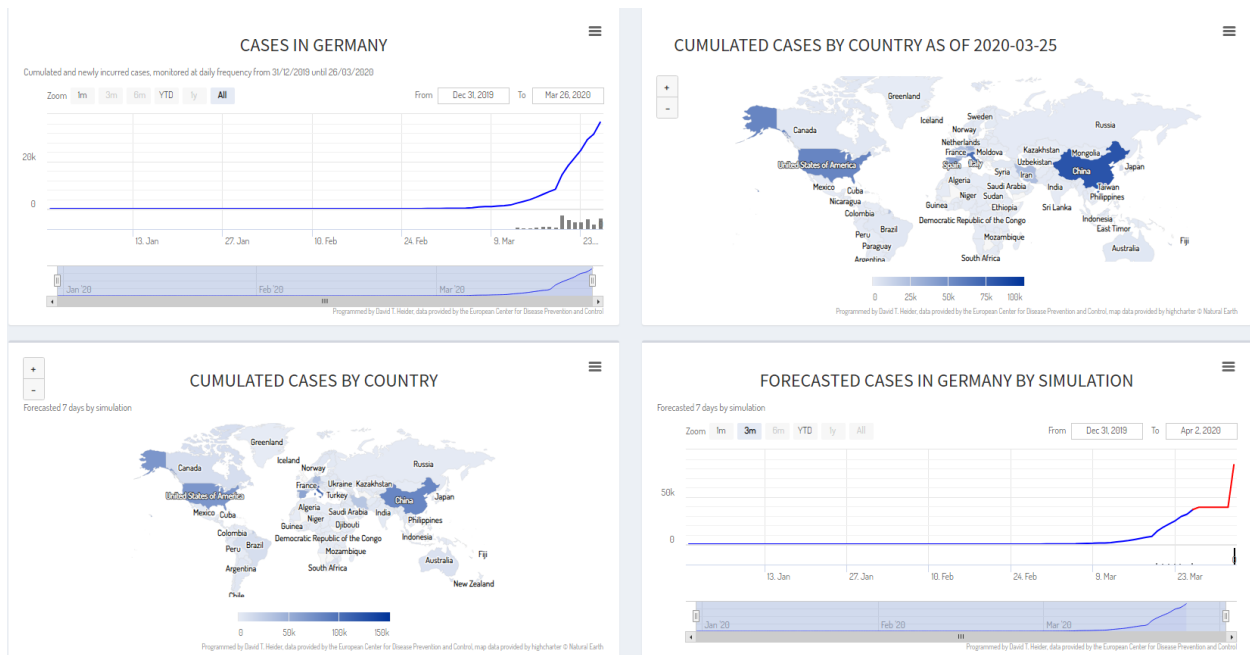 CASES IN GERMANY
Cumulated and newly incurred cases, monitored at daily frequency from 31/12/2019 until 26/03/2020
Zoom 1m 3m 6m YTD 1y All From Dec 31, 2019 To Mar 26, 2020
20k
0
13. Jan 27. Jan 10. Feb 24. Feb 9. Mar 23...
Jan '20 Feb '20 Mar '20
Programmed by David T. Heider, data provided by the European Center for Disease Prevention and Control
CUMULATED CASES BY COUNTRY AS OF 2020-03-25
+
-
Greenland
Iceland
Sweden
Russia
Canada
Norway
Netherlands
France Moldova Kazakhstan Mongolia
United States of America Spain Italy Uzbekistan Japan
Syria Iran China
Mexico Cuba Algeria Saudi Arabia India Taiwan
Nicaragua Niger Sudan Philippines
Colombia Guinea Ethiopia Sri Lanka
Democratic Republic of the Congo Indonesia
Peru Brazil East Timor
Mozambique Fiji
Paraguay Australia
Argentina South Africa
0 25k 50k 75k 100k
Programmed by David T. Heider, data provided by the European Center for Disease Prevention and Control, map data provided by highcharter © Natural Earth
+
-
CUMULATED CASES BY COUNTRY
Forecasted 7 days by simulation
Greenland
Iceland
Canada Norway Russia
France Ukraine Kazakhstan
United States of America Turkey China Japan
Mexico Cuba Algeria Saudi Arabia India
Niger Philippines
Guinea Djibouti
Colombia Democratic Republic of the Congo Indonesia
Peru Brazil Mozambique Fiji
Argentina South Africa Australia
New Zealand
Chile
0 50k 100k 150k
Programmed by David T. Heider, data provided by the European Center for Disease Prevention and Control, map data provided by highcharter © Natural Earth
FORECASTED CASES IN GERMANY BY SIMULATION
Forecasted 7 days by simulation
Zoom 1m 3m 6m YTD 1y All From Dec 31, 2019 To Apr 2, 2020
50k
0
13. Jan 27. Jan 10. Feb 24. Feb 9. Mar 23. Mar
Jan '20 Feb '20 Mar '20
Programmed by David T. Heider, data provided by the European Center for Disease Prevention and Control